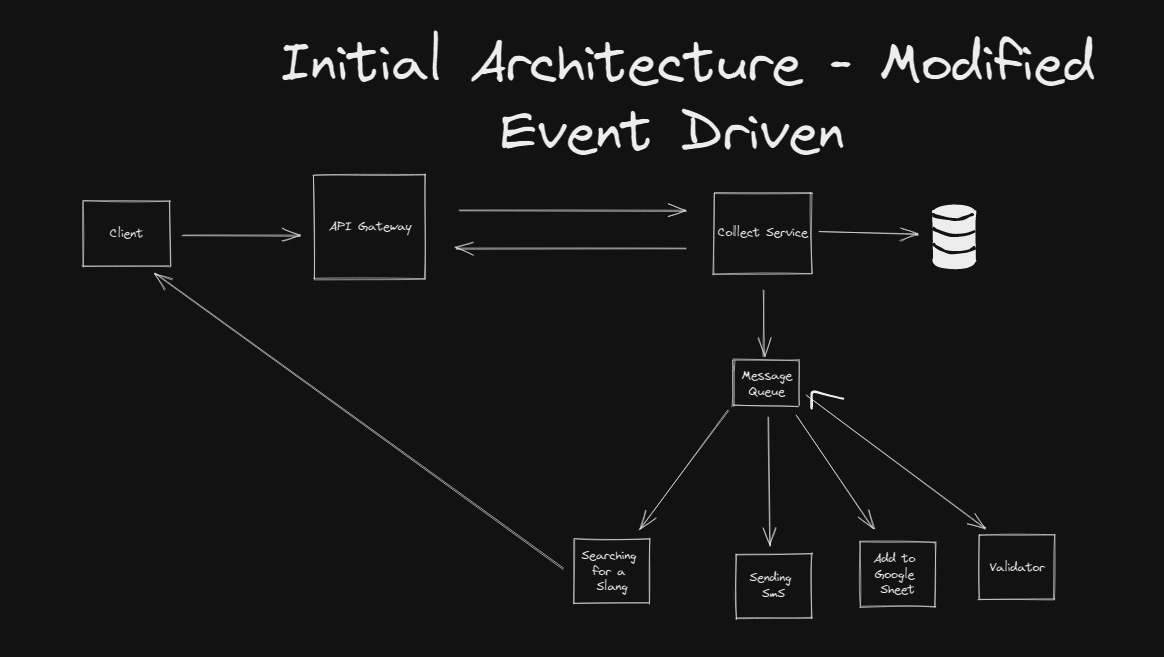 Initial Architecture - Modified
Event Driven
Client
API Gateway
Collect Service
Message
Queue
Searching
for a
Slang
Sending
SmS
Add to
Google
Sheet
Validator